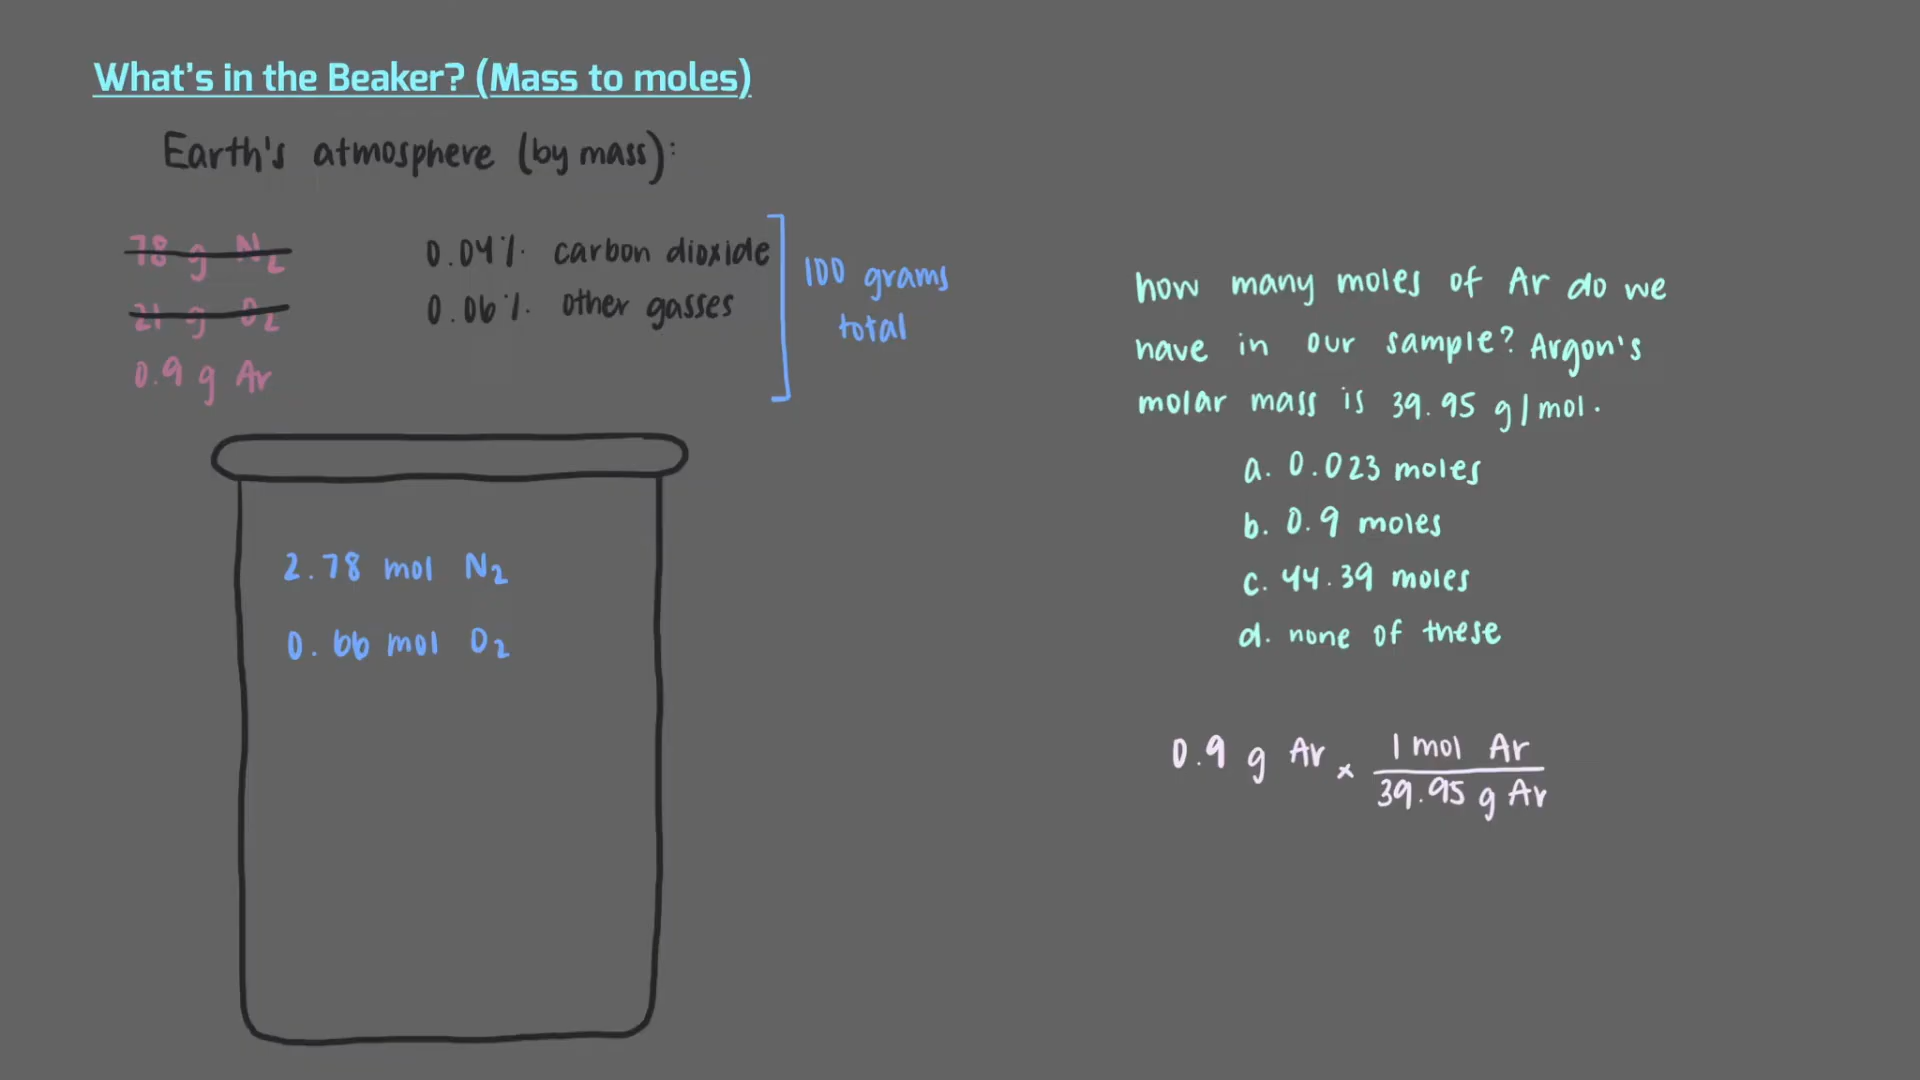 What's in the Beaker? (Mass to moles)
Earth's atmosphere (by mass):
78 g N₂
21 g O₂
0.9 g Ar
0.04% carbon dioxide
0.06% other gasses
100 grams
total
2.78 mol N₂
0.66 mol O₂
how many moles of Ar do we
have in our sample? Argon's
molar mass is 39.95 g/mol.
a. 0.023 moles
b. 0.9 moles
c. 44.39 moles
d. none of these
0.9 g Ar × 1 mol Ar
39.95 g Ar